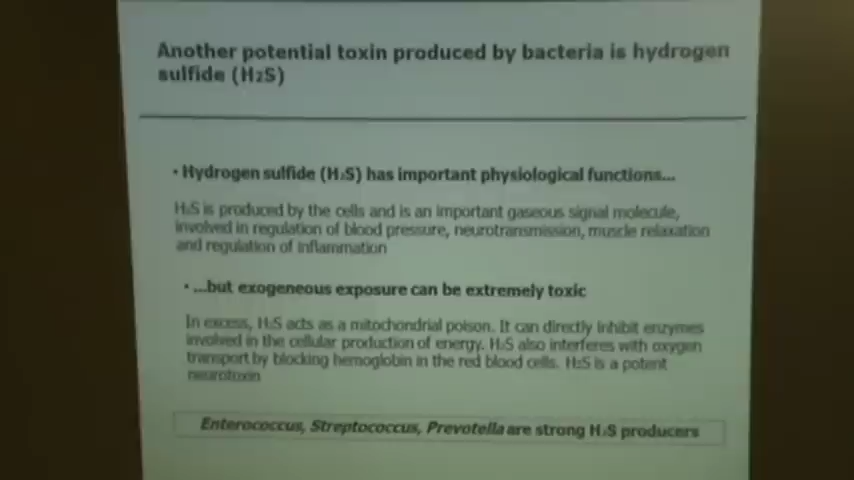 Another potential toxin produced by bacteria is hydrogen
sulfide (H2S)
• Hydrogen sulfide (H2S) has important physiological functions...
H2S is produced by the cells and is an important gaseous signal molecule,
involved in regulation of blood pressure, neurotransmission, muscle relaxation
and regulation of inflammation
• ...but exogeneous exposure can be extremely toxic
In excess, H2S acts as a mitochondrial poison. It can directly inhibit enzymes
involved in the cellular production of energy. H2S also interferes with oxygen
transport by blocking hemoglobin in the red blood cells. H2S is a potent
neurotoxin
Enterococcus, Streptococcus, Prevotella are strong H2S producers